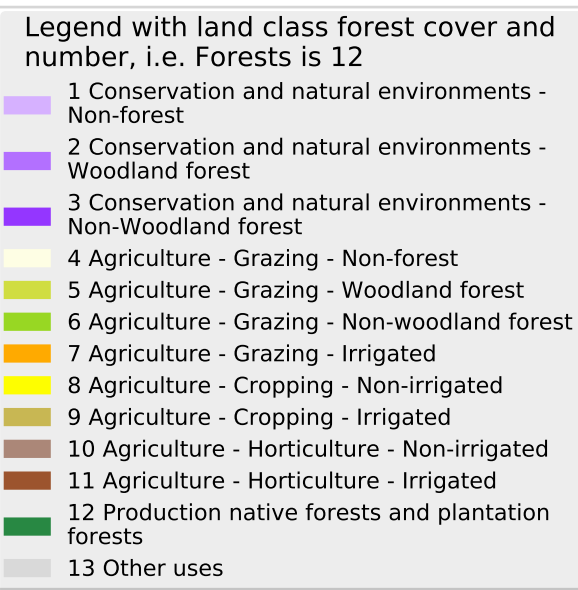 Legend with land class forest cover and
number, i.e. Forests is 12
1 Conservation and natural environments -
Non-forest
2 Conservation and natural environments -
Woodland forest
3 Conservation and natural environments -
Non-Woodland forest
4 Agriculture - Grazing - Non-forest
5 Agriculture - Grazing - Woodland forest
6 Agriculture - Grazing - Non-woodland forest
7 Agriculture - Grazing - Irrigated
8 Agriculture - Cropping - Non-irrigated
9 Agriculture - Cropping - Irrigated
10 Agriculture - Horticulture - Non-irrigated
11 Agriculture - Horticulture - Irrigated
12 Production native forests and plantation
forests
13 Other uses